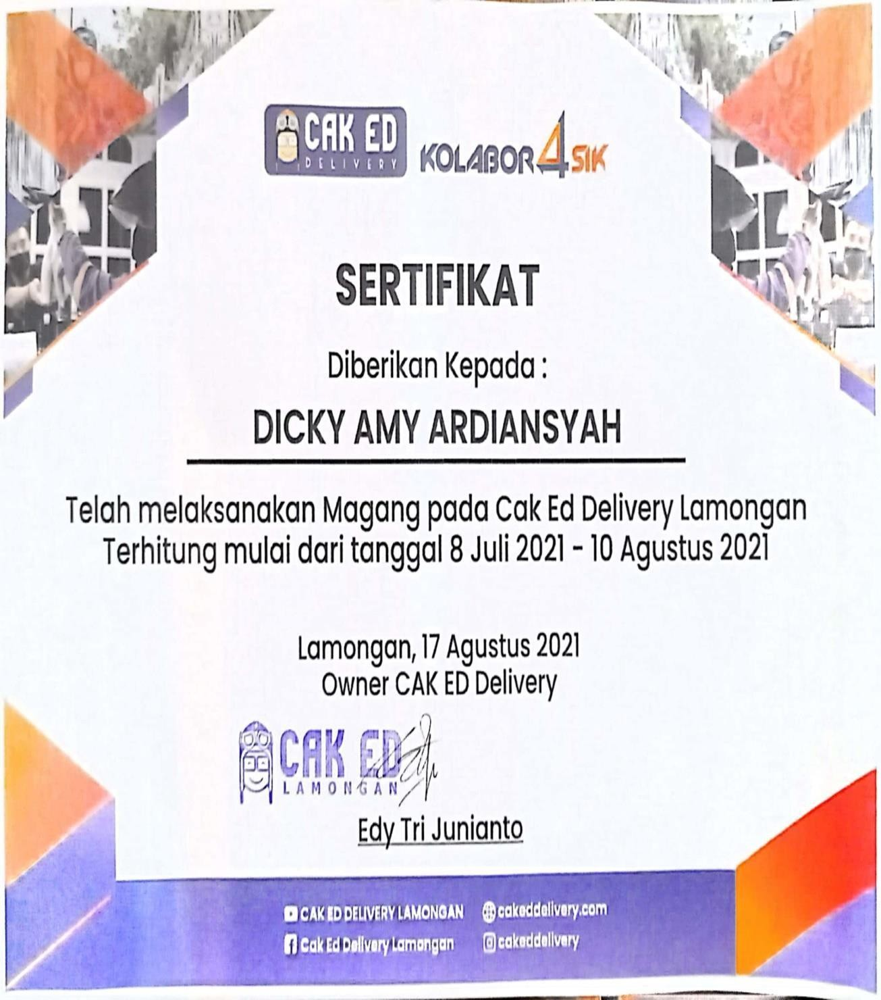 CAK ED
DELIVERY
KOLABOR4SIK
SERTIFIKAT
Diberikan Kepada :
DICKY AMY ARDIANSYAH
Telah melaksanakan Magang pada Cak Ed Delivery Lamongan
Terhitung mulai dari tanggal 8 Juli 2021 - 10 Agustus 2021
Lamongan, 17 Agustus 2021
Owner CAK ED Delivery
CAK ED
LAMONGAN
Edy Tri Junianto
CAK ED DELIVERY LAMONGAN
cakeddelivery.com
Cak Ed Delivery Lamongan
cakeddelivery